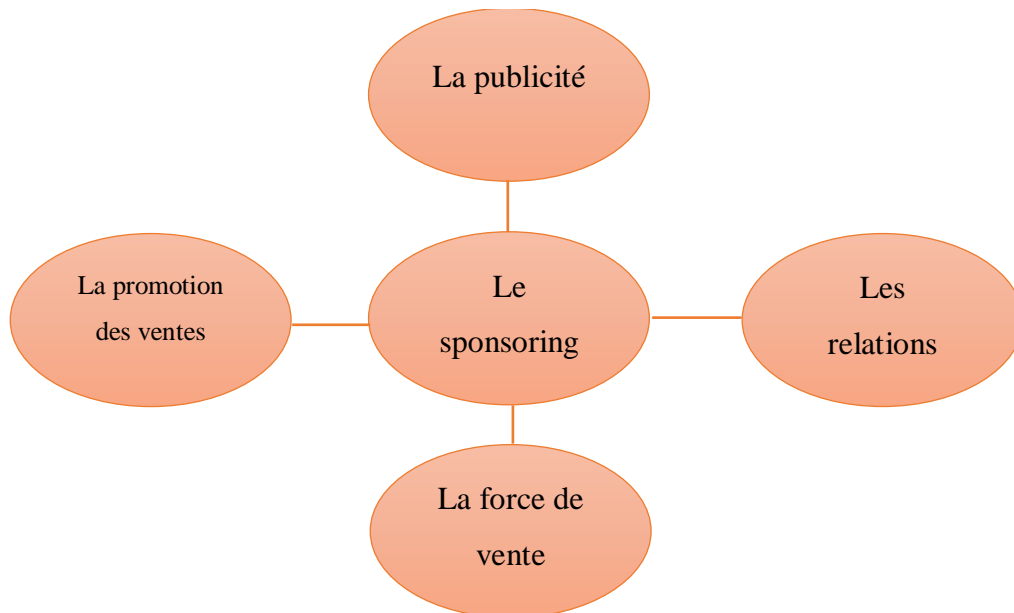 La publicité
La promotion
des ventes
Le
sponsoring
Les
relations
La force de
vente